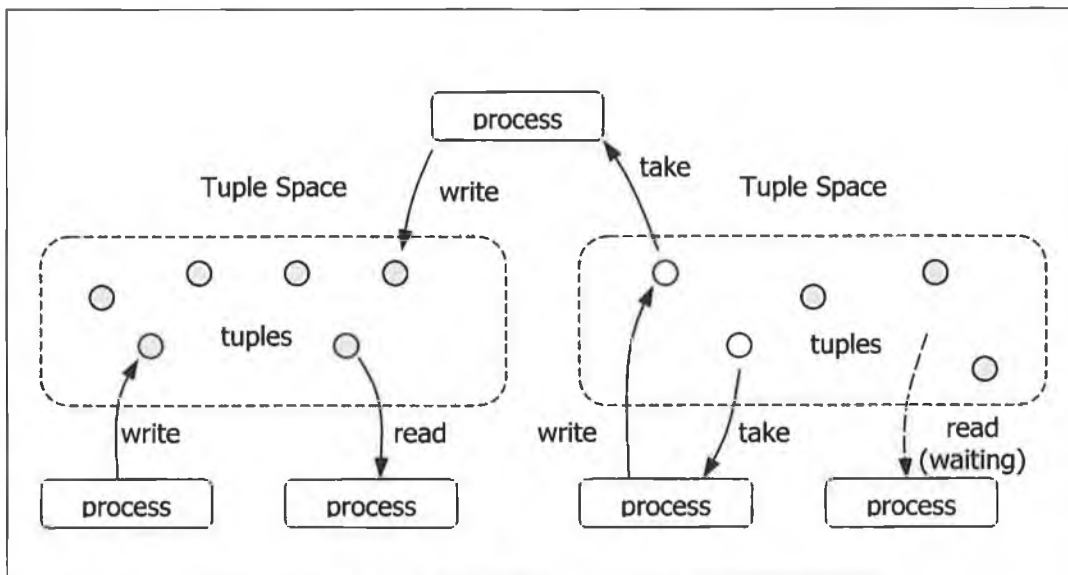 process
take
Tuple Space
write
Tuple Space
tuples
tuples
write
read
write
take
read
(waiting)
process
process
process
process